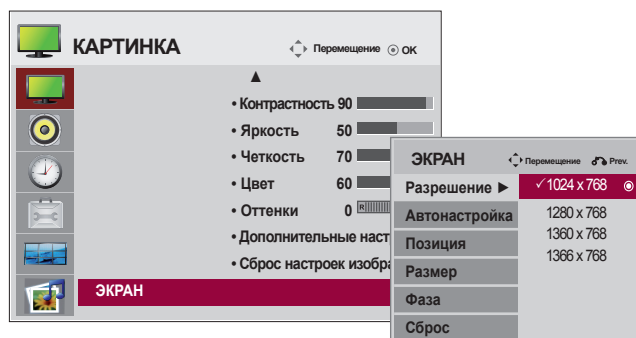 КАРТИНКА
Перемещение OK
▲
• Контрастность 90
• Яркость 50
• Четкость 70
• Цвет 60
• Оттенки 0 R
• Дополнительные наст
• Сброс настроек изобра
ЭКРАН
ЭКРАН
Перемещение Prev.
Разрешение ►
✓1024 x 768
1280 x 768
1360 x 768
1366 x 768
Автонастройка
Позиция
Размер
Фаза
Сброс